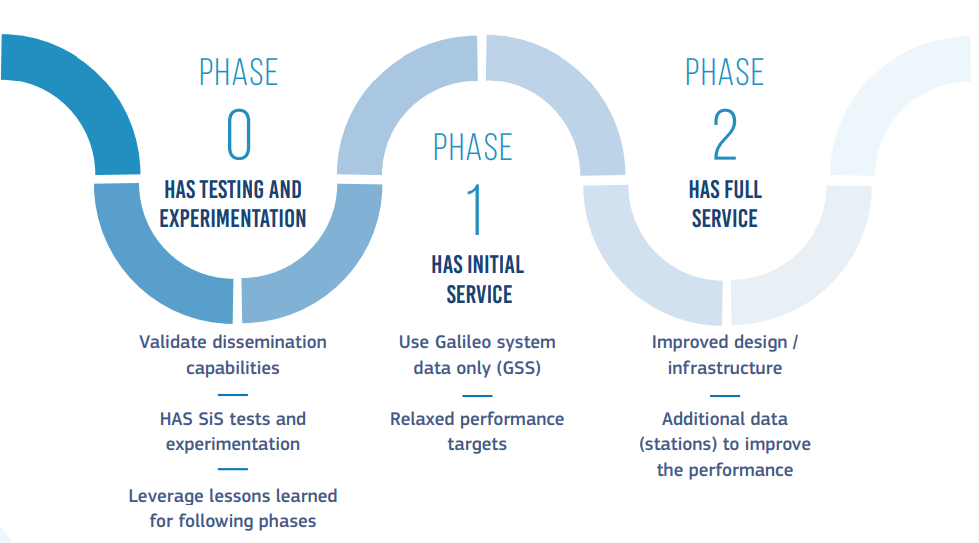 PHASE
0
HAS TESTING AND
EXPERIMENTATION
Validate dissemination
capabilities
HAS SiS tests and
experimentation
Leverage lessons learned
for following phases
PHASE
1
HAS INITIAL
SERVICE
Use Galileo system
data only (GSS)
Relaxed performance
targets
PHASE
2
HAS FULL
SERVICE
Improved design /
infrastructure
Additional data
(stations) to improve
the performance